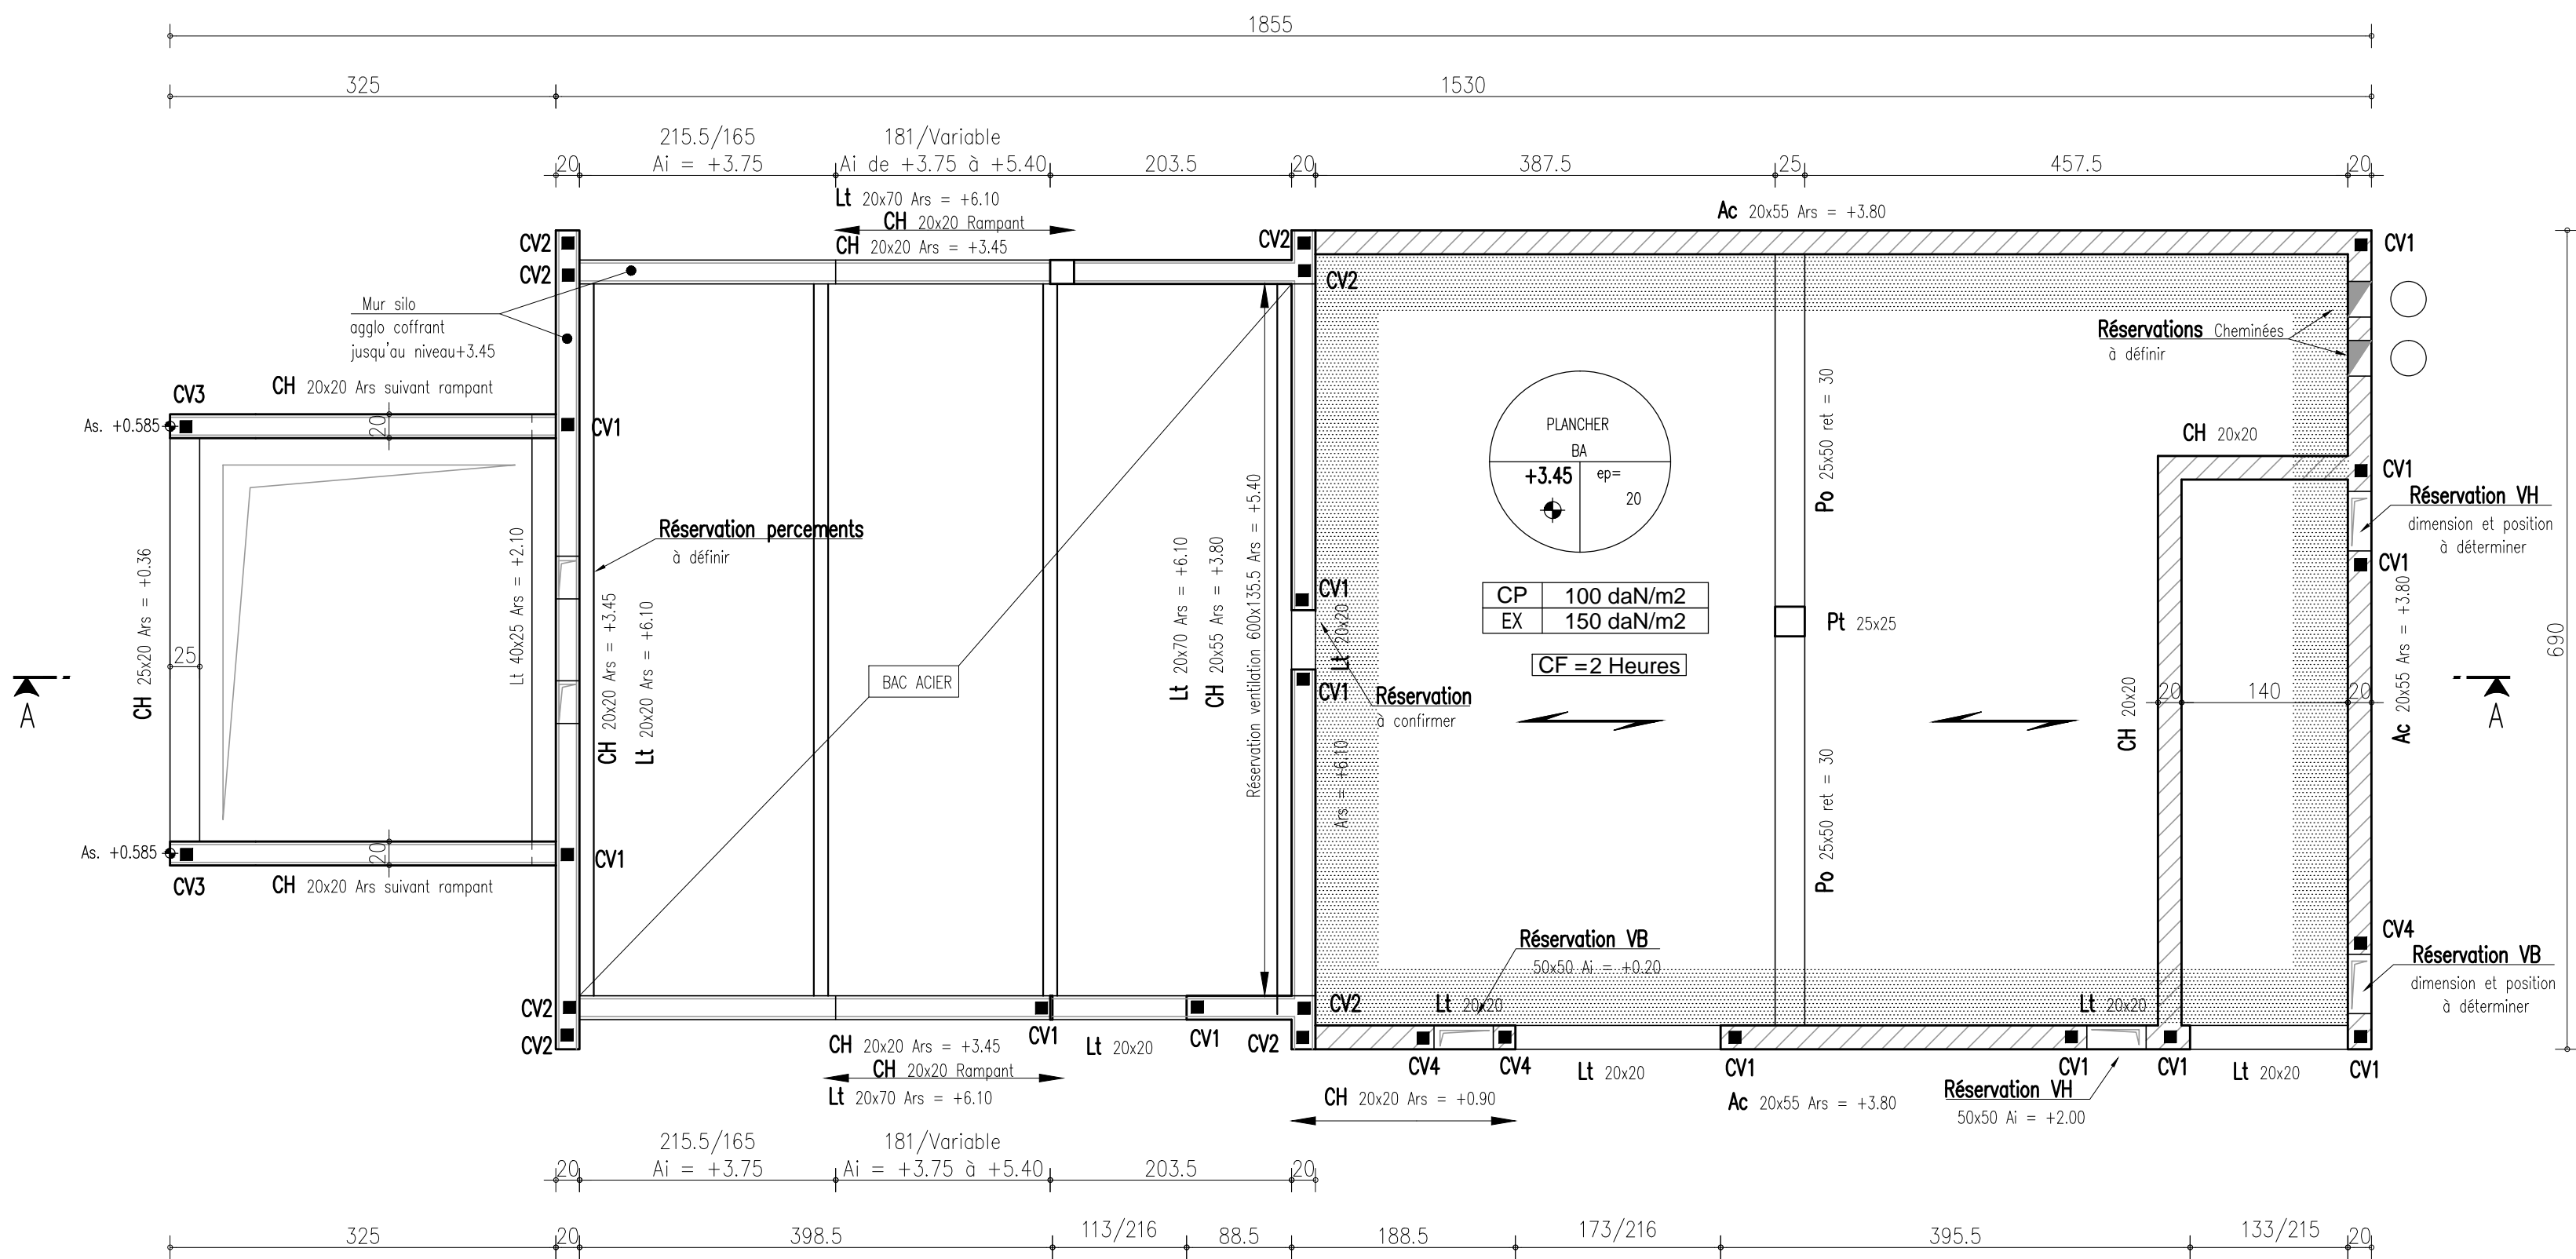 1855
325
1530
215.5/165
181/Variable
20
Ai = +3.75
Ai de +3.75 à +5.40
203.5
20
387.5
25
457.5
20
Lt 20x70 Ars = +6.10
CH 20x20 Rampant
CH 20x20 Ars = +3.45
Ac 20x55 Ars = +3.80
CV2
CV2
CV2
CV2
CV1
Mur silo
agglo coffrant
jusqu'au niveau+3.45
Réservations Cheminées
à définir
CV3
CH 20x20 Ars suivant rampant
As. +0.585
20
CV1
PLANCHER
BA
+3.45
ep=
20
Po 25x50 ret = 30
CH 20x20
CV1
Réservation VH
dimension et position
à déterminer
CV1
Réservation percements
à définir
CH 25x20 Ars = +0.36
25
Lt 40x25 Ars = +2.10
CH 20x20 Ars = +3.45
Lt 20x20 Ars = +6.10
BAC ACIER
Lt 20x70 Ars = +6.10
CH 20x55 Ars = +3.80
Réservation ventilation 600x135.5 Ars = +5.40
CV1
Lt 20x20
Ars = +6.10
CV1
Réservation
à confirmer
CP 100 daN/m2
EX 150 daN/m2
CF =2 Heures
Pt 25x25
Po 25x50 ret = 30
CH 20x20
20
140
20
Ac 20x55 Ars = +3.80
690
A
A
As. +0.585
20
CV3
CH 20x20 Ars suivant rampant
CV1
CV4
Réservation VB
dimension et position
à déterminer
Réservation VB
50x50 Ai = +0.20
Lt 20x20
Lt 20x20
CV2
CV2
CV2
CV2
CV1
CV1
Lt 20x20
CH 20x20 Ars = +3.45
CH 20x20 Rampant
Lt 20x70 Ars = +6.10
CV4
CV4
Lt 20x20
CV1
CV1
CV1
Lt 20x20
CV1
CH 20x20 Ars = +0.90
Ac 20x55 Ars = +3.80
Réservation VH
50x50 Ai = +2.00
215.5/165
181/Variable
20
Ai = +3.75
Ai = +3.75 à +5.40
203.5
20
325
20
398.5
113/216
88.5
188.5
173/216
395.5
133/215
20